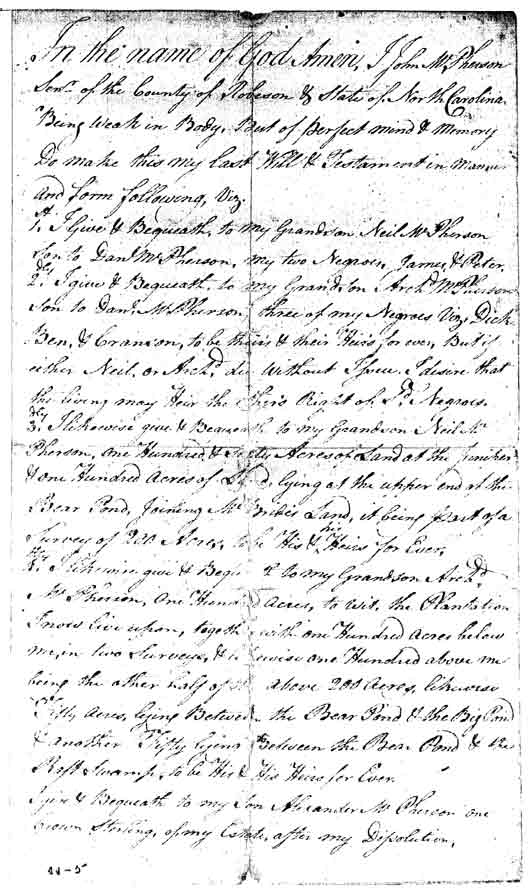 In the name of God Amen, I John McPherson
Senr. of the County of Robeson & State of North Carolina
Being Weak in Body, But of Perfect mind & Memory
Do make this my Last Will & Testament in Manner
and form following, Viz.
1st. I Give & Bequeath, to my Grandson Neil McPherson
Son to Danl. McPherson, my two Negroes, James, & Peter.
2dly I give & Bequeath, to my Grandson Archd. McPherson
Son to Danl. McPherson, three of my Negroes Viz. Dick
Ben, & Cranson, to be theirs & their Heirs for ever, But if
either Neil. or Archd. die without Issue. I desire that
the living may Heir the others Right of Sd. Negroes.
3dly I likewise give & Bequeath to my Grandson Neil Mc
Pherson, One Hundred, & Acres of Land at the
& one Hundred Acres of Land, lying at the upper end of the
Bear Pond, Joining Land, it being part of a
Survey of 200 Acres, to be His & his Heirs for Ever,
4thly I likewise give & Bequeath to my Grandson Archd.
McPherson, One Hundred acres, to wit, the Plantation
I now Live upon, together with one Hundred acres below
me, in two Surveys, & likewise one Hundred above me
being the other half of the above 200 Acres, likewise
Fifty Acres, lying Between the Bear Pond & the Big Pond
& another Fifty lying Between the Bear Pond & the
Raft Swamp, to be His & His Heirs for Ever.
I give & Bequeath to my Son Alexander McPherson one
crown Sterling, of my Estate, after my Dissolution,
44-5